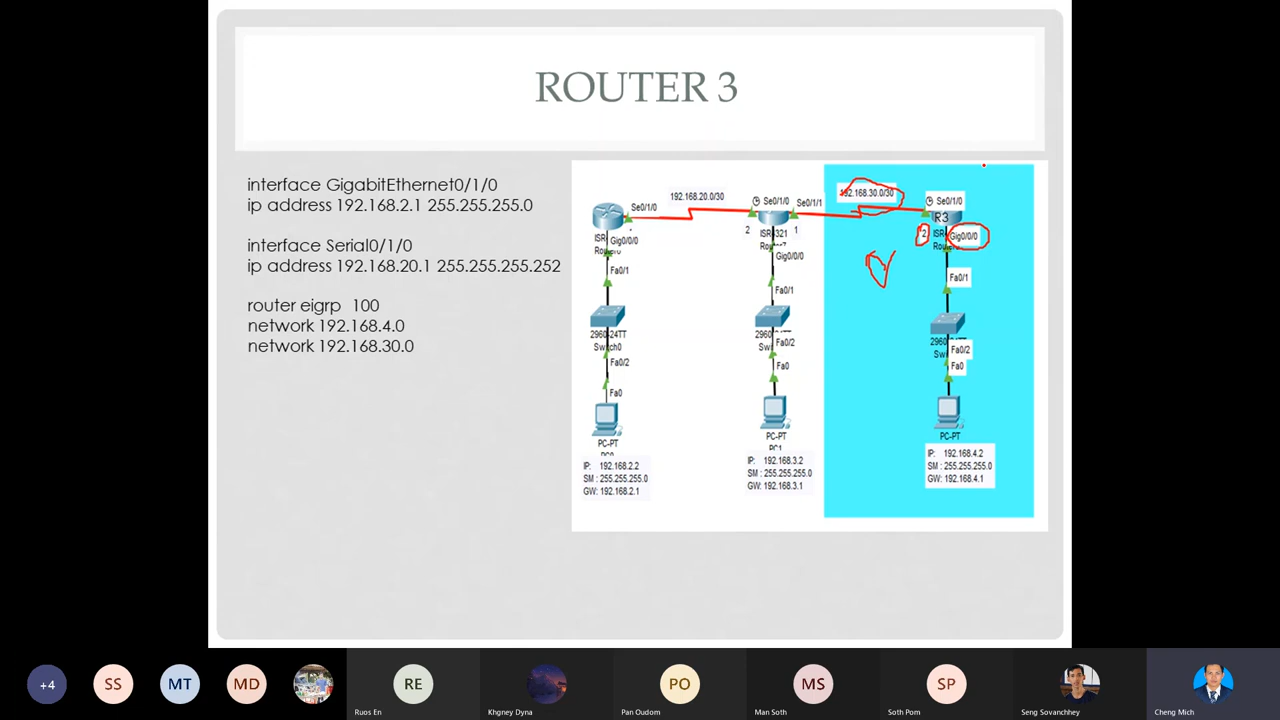 ROUTER 3
interface GigabitEthernet0/1/0
ip address 192.168.2.1 255.255.255.0
interface Serial0/1/0
ip address 192.168.20.1 255.255.255.252
router eigrp 100
network 192.168.4.0
network 192.168.30.0
192.168.20.0/30
192.168.30.0/30
Se0/1/0
Se0/1/0
Se0/1/1
Se0/1/0
R3
2
1
2
Gig0/0/0
Gig0/0/0
Gig0/0/0
Fa0/1
Fa0/1
Fa0/1
Fa0/2
Fa0/2
Fa0/2
Fa0
Fa0
Fa0
PC-PT
PC-PT
PC-PT
IP: 192.168.2.2
SM : 255.255.255.0
GW: 192.168.2.1
IP: 192.168.3.2
SM : 255.255.255.0
GW: 192.168.3.1
IP: 192.168.4.2
SM : 255.255.255.0
GW: 192.168.4.1
+4
SS
MT
MD
RE
PO
MS
SP
Ruos En
Khgney Dyna
Pan Oudom
Man Soth
Soth Pom
Seng Sovanchhey
Cheng Mich